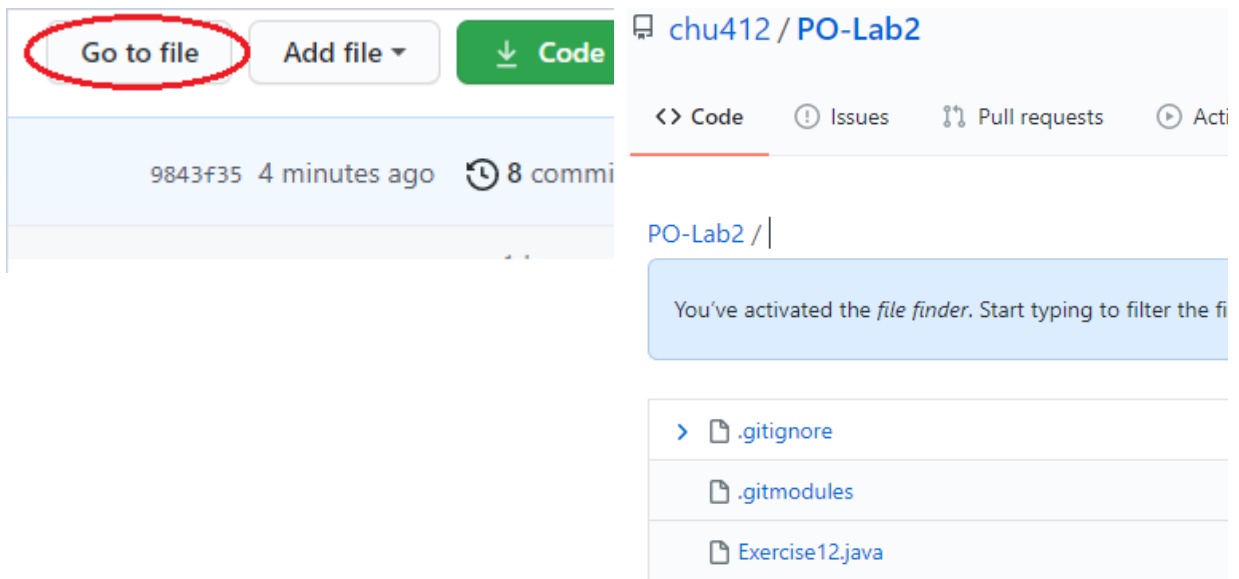 Go to file
Add file
Code
9843f35 4 minutes ago 8 commi
chu412 / PO-Lab2
<> Code Issues Pull requests Acti
PO-Lab2 /
You've activated the file finder. Start typing to filter the fi
.gitignore
.gitmodules
Exercise12.java